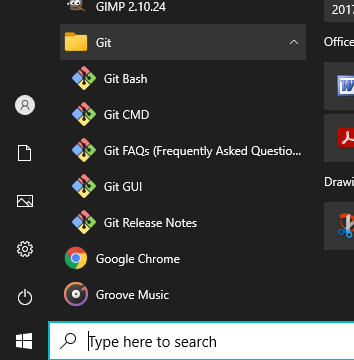 GIMP 2.10.24
2017
Git
Office
Git Bash
Git CMD
Git FAQs (Frequently Asked Questio...
Drawi
Git GUI
Git Release Notes
Google Chrome
Groove Music
Type here to search